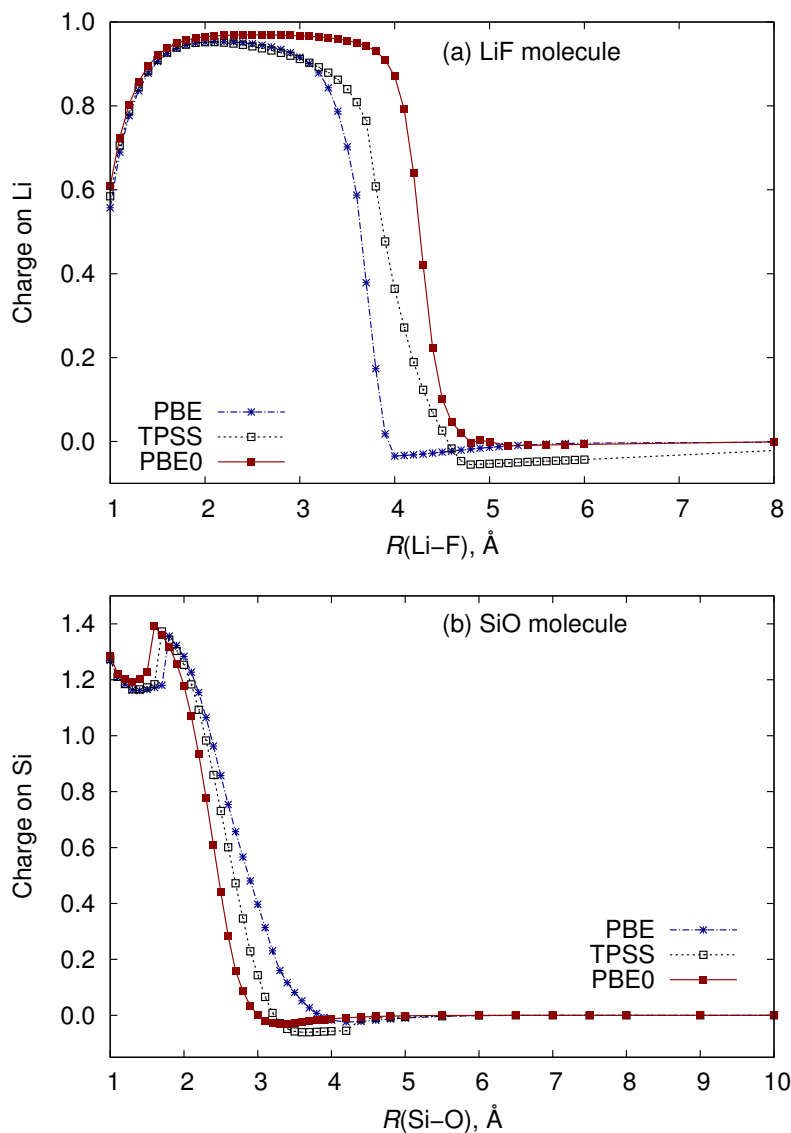 (a) LiF molecule
Charge on Li
1.0
0.8
0.6
0.4
0.2
0.0
PBE
TPSS
PBE0
1 2 3 4 5 6 7 8
R(Li−F), Å
(b) SiO molecule
Charge on Si
1.4
1.2
1.0
0.8
0.6
0.4
0.2
0.0
PBE
TPSS
PBE0
1 2 3 4 5 6 7 8 9 10
R(Si−O), Å